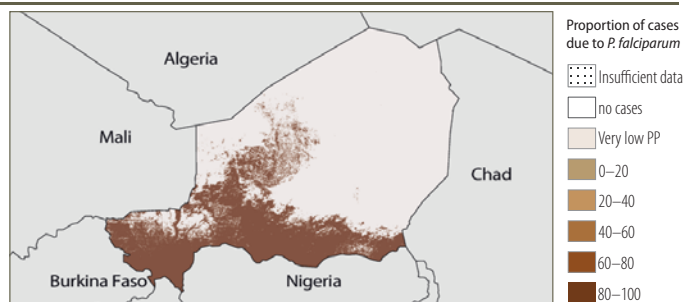 Proportion of cases
due to P. falciparum
Insufficient data
no cases
Very low PP
0–20
20–40
40–60
60–80
80–100
Algeria
Mali
Chad
Burkina Faso
Nigeria